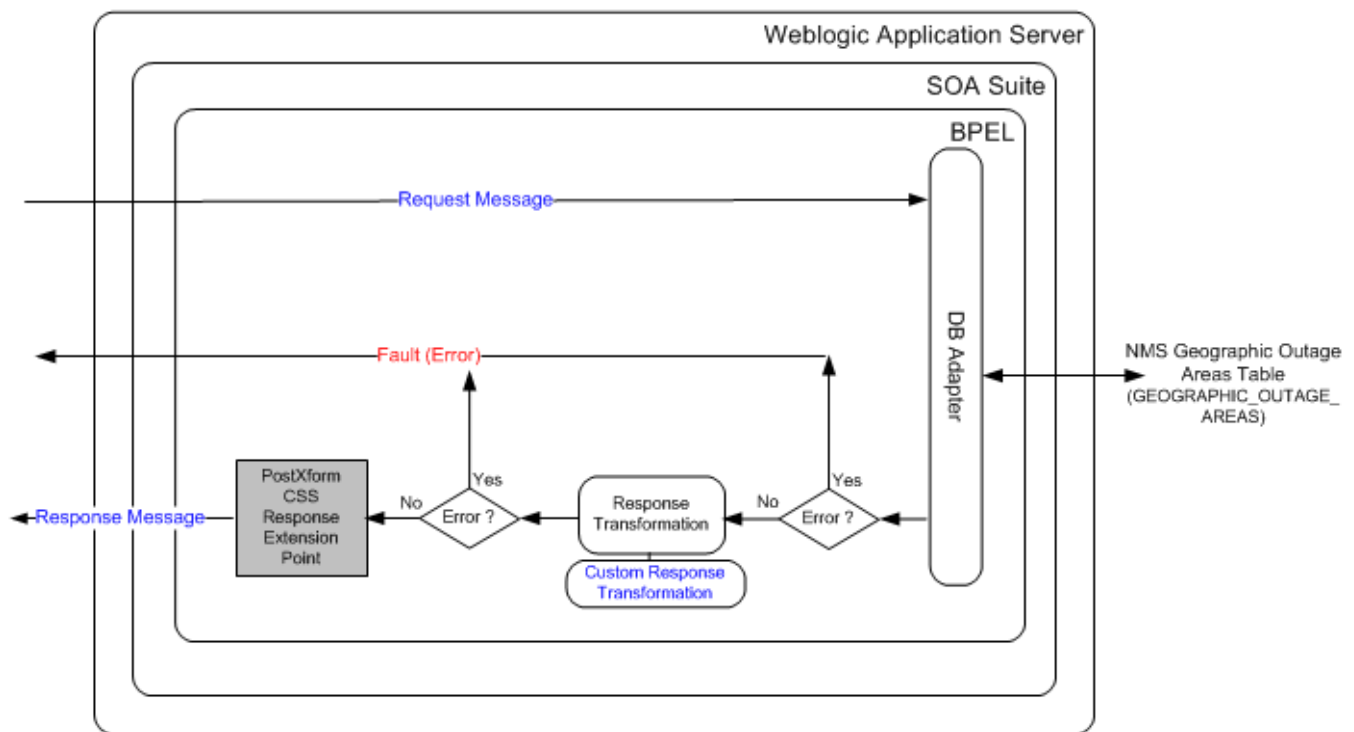 Weblogic Application Server
SOA Suite
BPEL
Request Message
DB Adapter
Fault (Error)
NMS Geographic Outage
Areas Table
(GEOGRAPHIC_OUTAGE_
AREAS)
PostXform
CSS
Response
Extension
Point
Response Message
No
Yes
Error ?
Response
Transformation
Custom Response
Transformation
No
Yes
Error ?